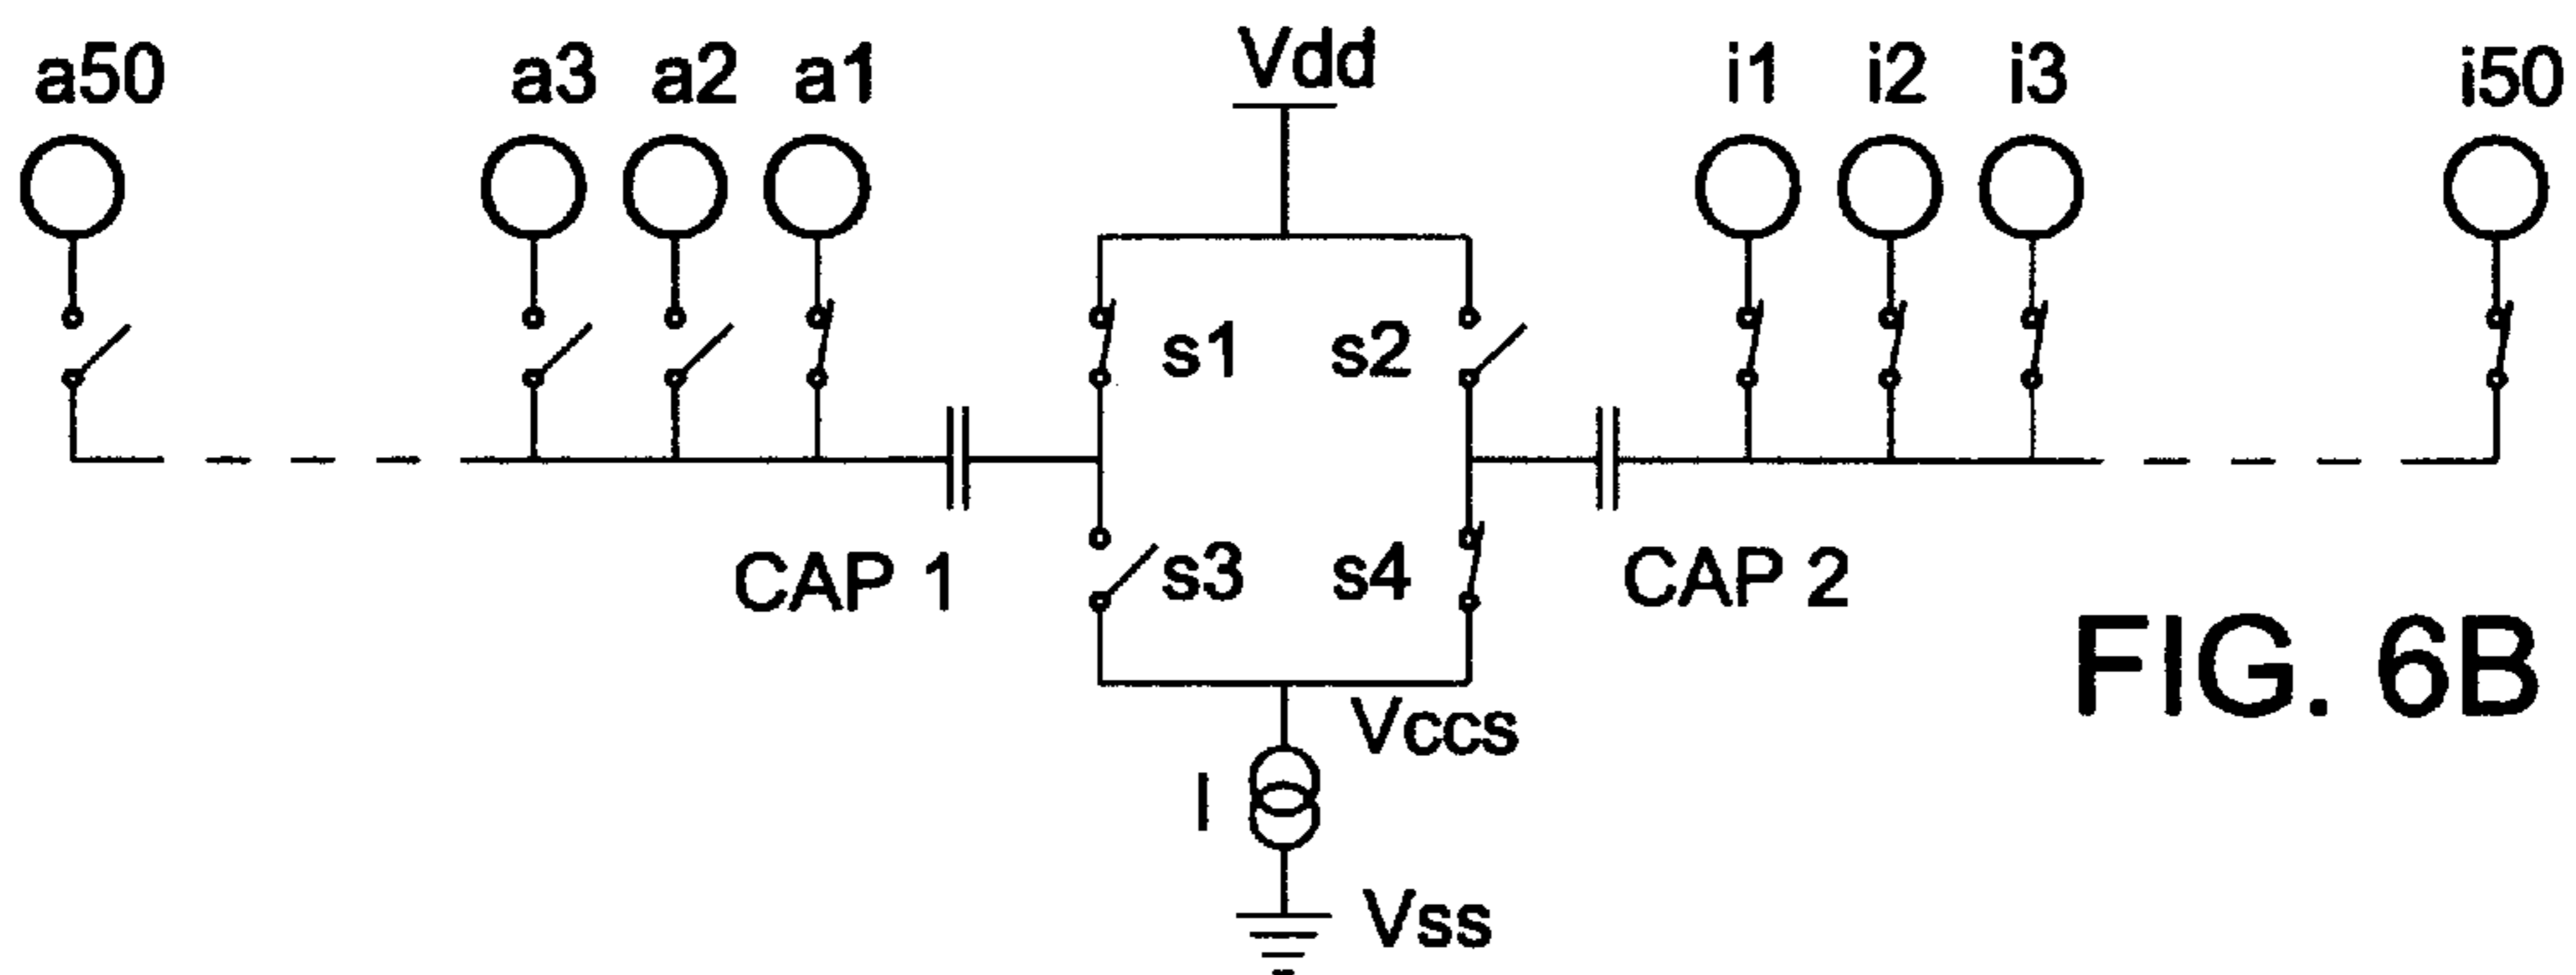 a50 a3 a2 a1 Vdd i1 i2 i3 i50
s1 s2
CAP 1 s3 s4 CAP 2
FIG. 6B
Vccs
I
Vss